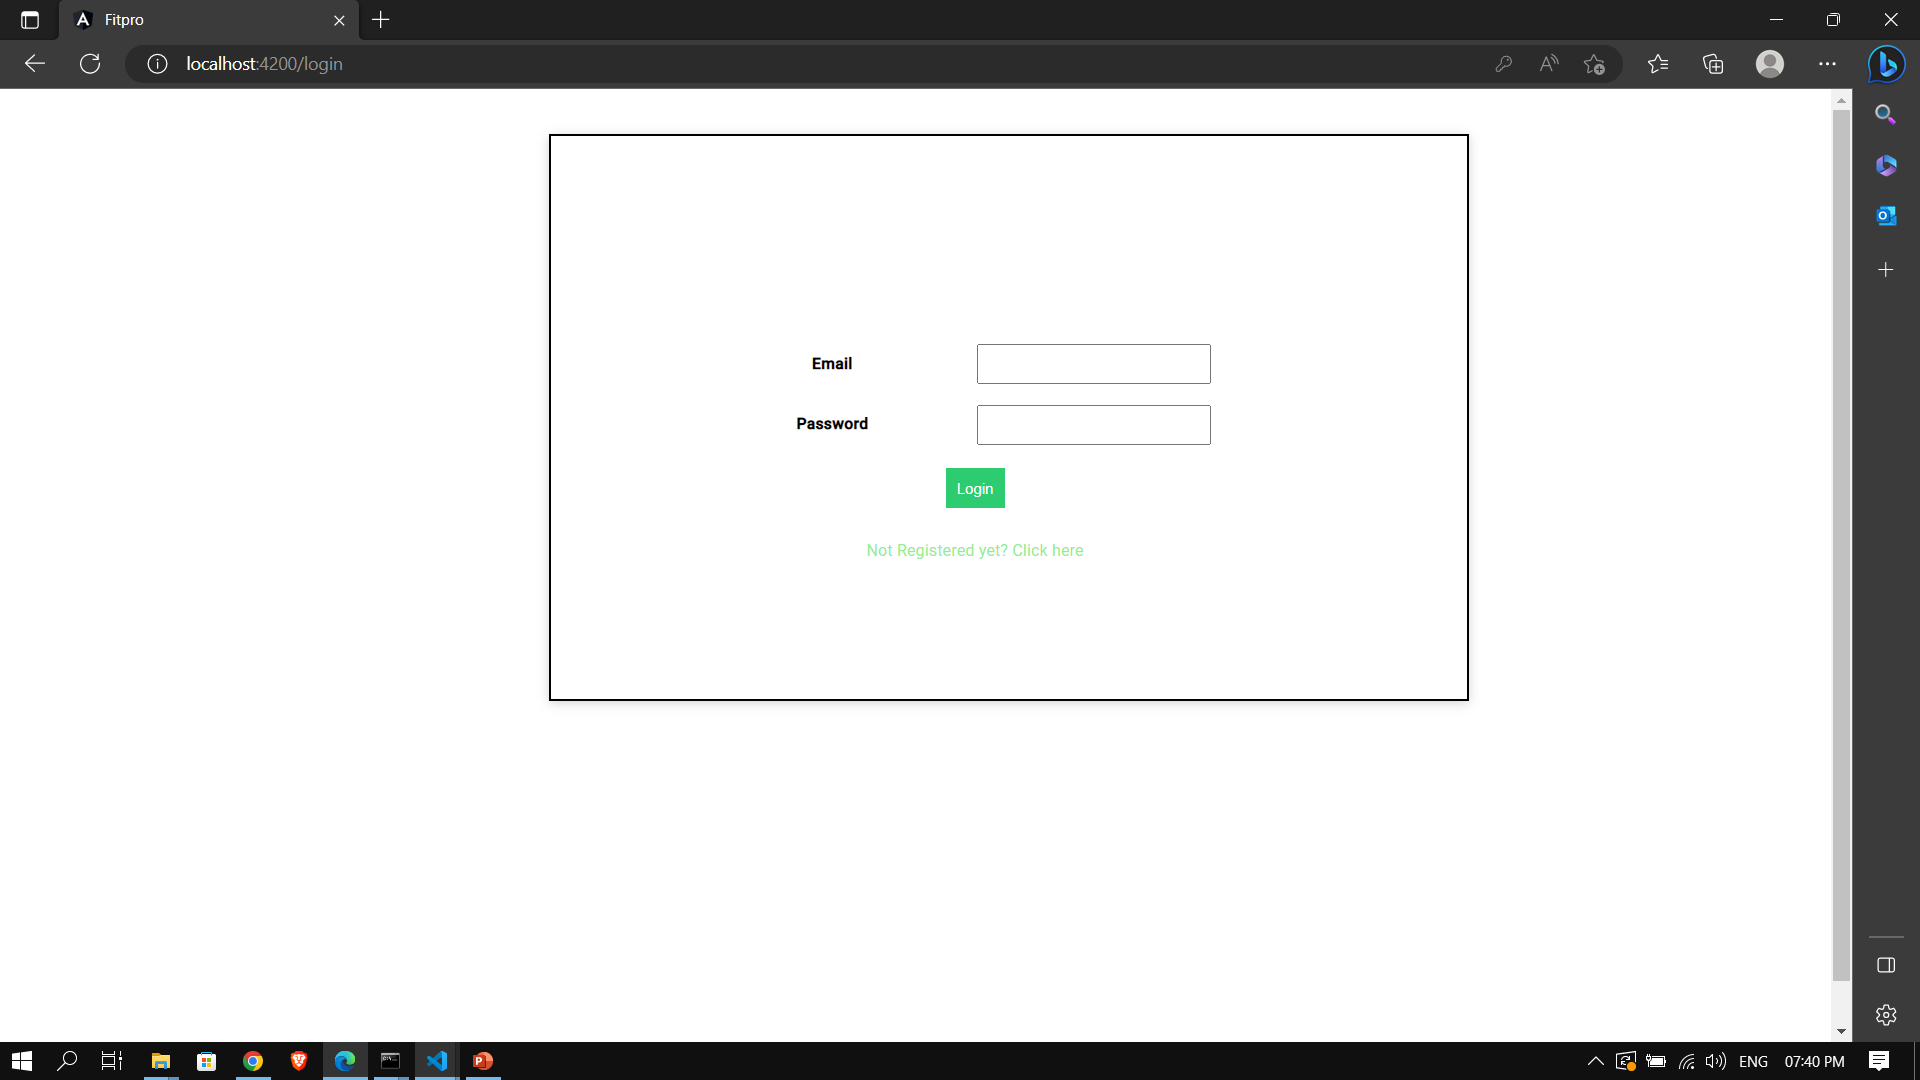 Fitpro
localhost:4200/login
Email
Password
Login
Not Registered yet? Click here
ENG 07:40 PM